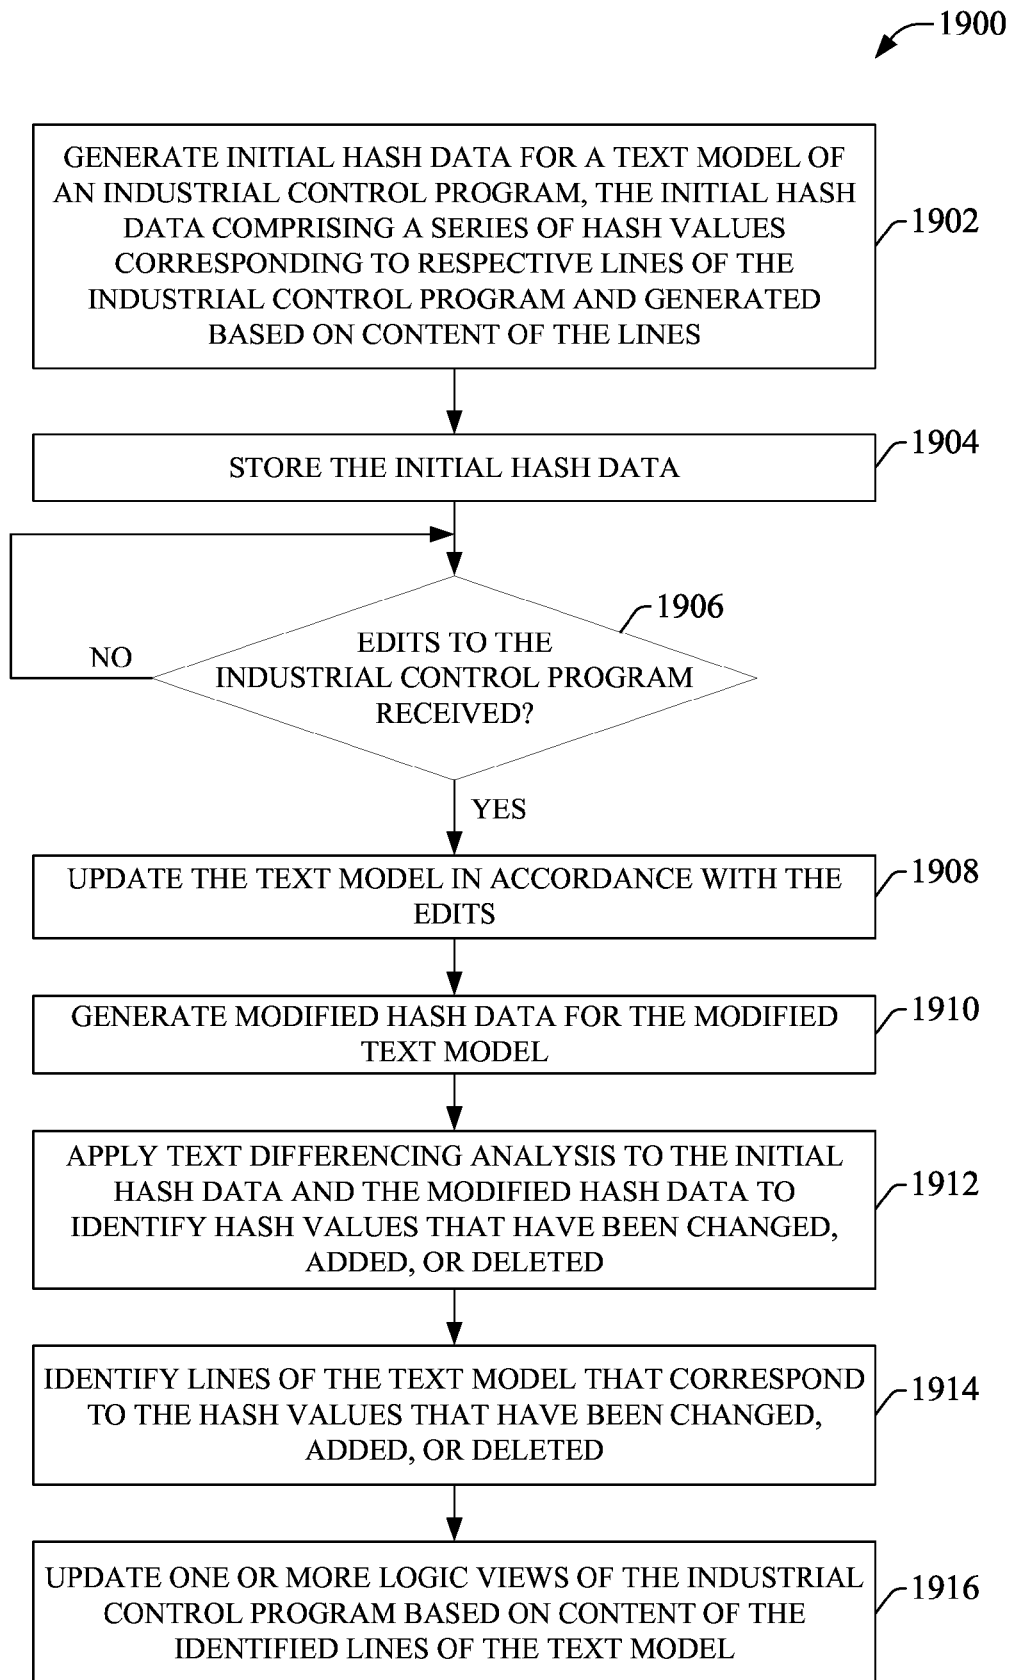 1900
GENERATE INITIAL HASH DATA FOR A TEXT MODEL OF
AN INDUSTRIAL CONTROL PROGRAM, THE INITIAL HASH
DATA COMPRISING A SERIES OF HASH VALUES
CORRESPONDING TO RESPECTIVE LINES OF THE
INDUSTRIAL CONTROL PROGRAM AND GENERATED
BASED ON CONTENT OF THE LINES
1902
STORE THE INITIAL HASH DATA
1904
EDITS TO THE
INDUSTRIAL CONTROL PROGRAM
RECEIVED?
1906
NO
YES
UPDATE THE TEXT MODEL IN ACCORDANCE WITH THE
EDITS
1908
GENERATE MODIFIED HASH DATA FOR THE MODIFIED
TEXT MODEL
1910
APPLY TEXT DIFFERENCING ANALYSIS TO THE INITIAL
HASH DATA AND THE MODIFIED HASH DATA TO
IDENTIFY HASH VALUES THAT HAVE BEEN CHANGED,
ADDED, OR DELETED
1912
IDENTIFY LINES OF THE TEXT MODEL THAT CORRESPOND
TO THE HASH VALUES THAT HAVE BEEN CHANGED,
ADDED, OR DELETED
1914
UPDATE ONE OR MORE LOGIC VIEWS OF THE INDUSTRIAL
CONTROL PROGRAM BASED ON CONTENT OF THE
IDENTIFIED LINES OF THE TEXT MODEL
1916